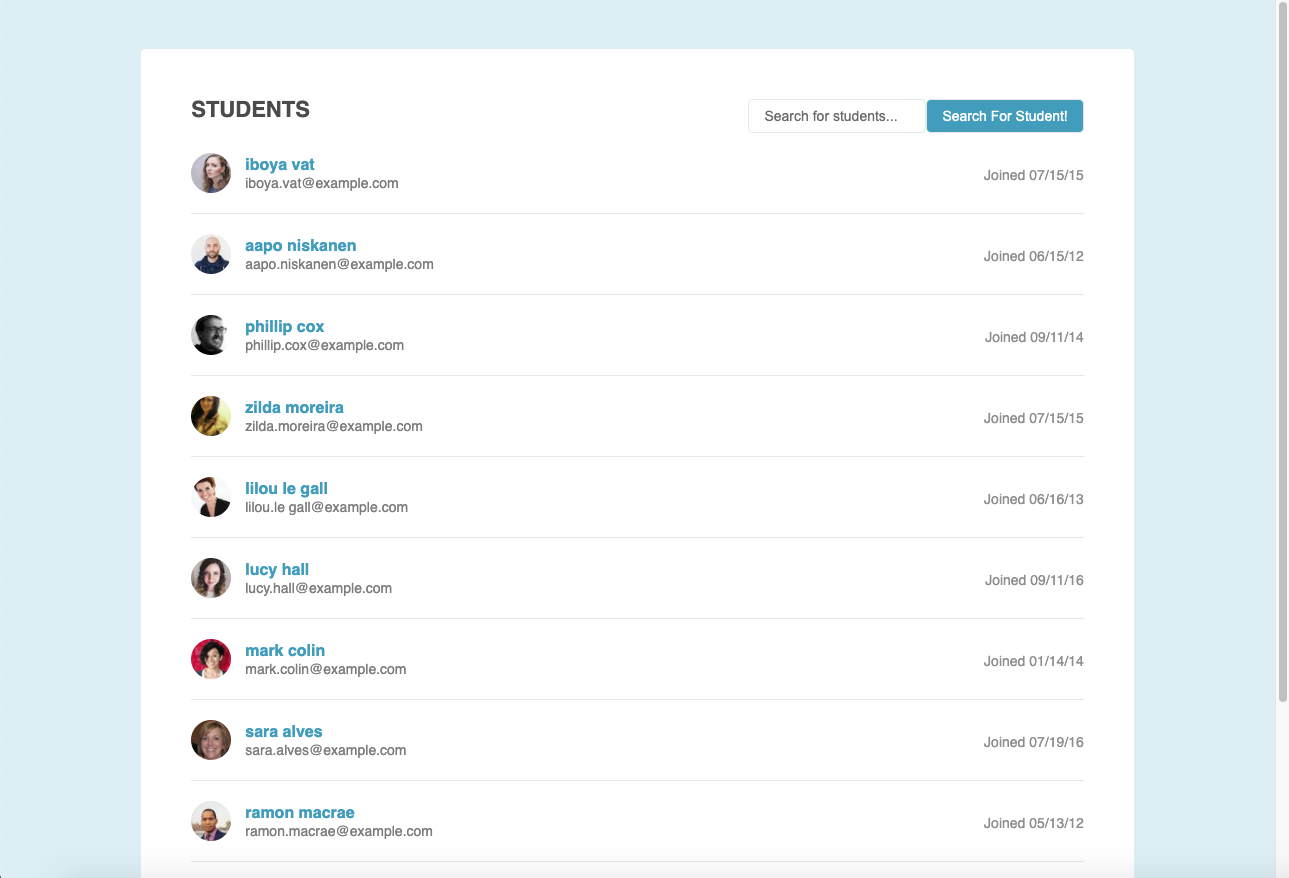 STUDENTS
Search for students...
Search For Student!
iboya vat
iboya.vat@example.com
Joined 07/15/15
aapo niskanen
aapo.niskanen@example.com
Joined 06/15/12
phillip cox
phillip.cox@example.com
Joined 09/11/14
zilda moreira
zilda.moreira@example.com
Joined 07/15/15
lilou le gall
lilou.le gall@example.com
Joined 06/16/13
lucy hall
lucy.hall@example.com
Joined 09/11/16
mark colin
mark.colin@example.com
Joined 01/14/14
sara alves
sara.alves@example.com
Joined 07/19/16
ramon macrae
ramon.macrae@example.com
Joined 05/13/12